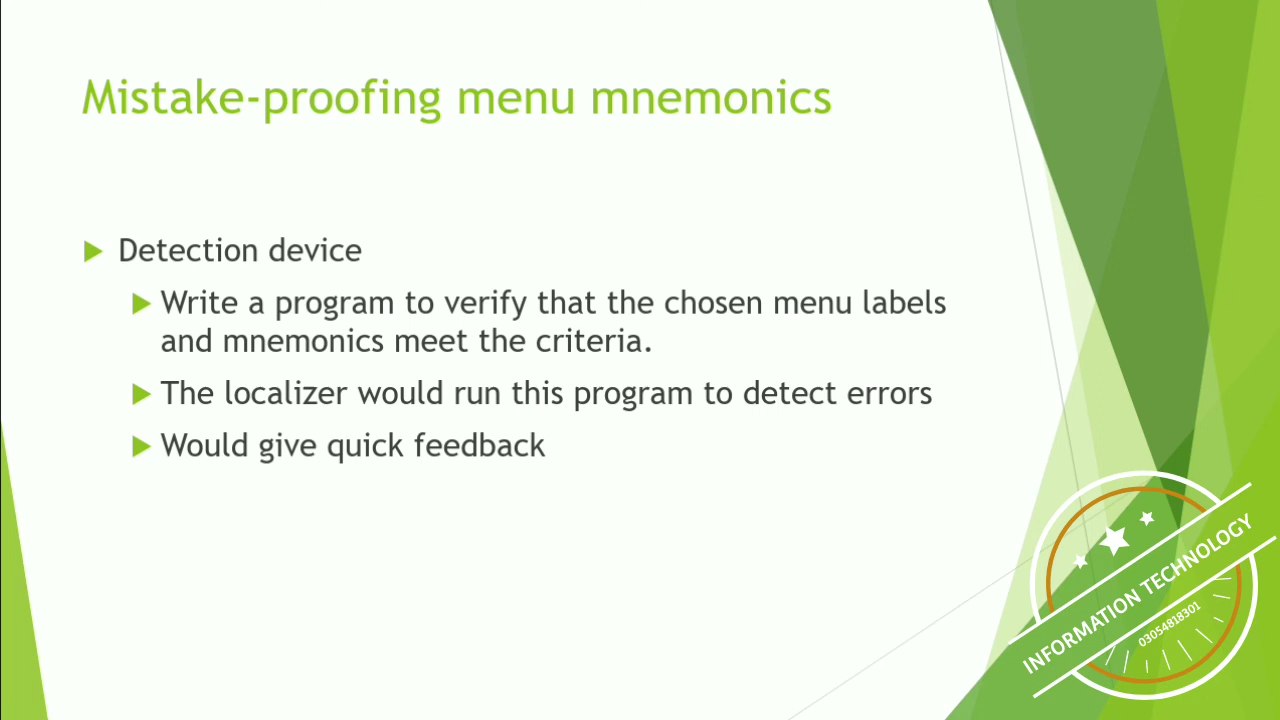 Mistake-proofing menu mnemonics
Detection device
Write a program to verify that the chosen menu labels
and mnemonics meet the criteria.
The localizer would run this program to detect errors
Would give quick feedback
INFORMATION TECHNOLOGY
03054818301